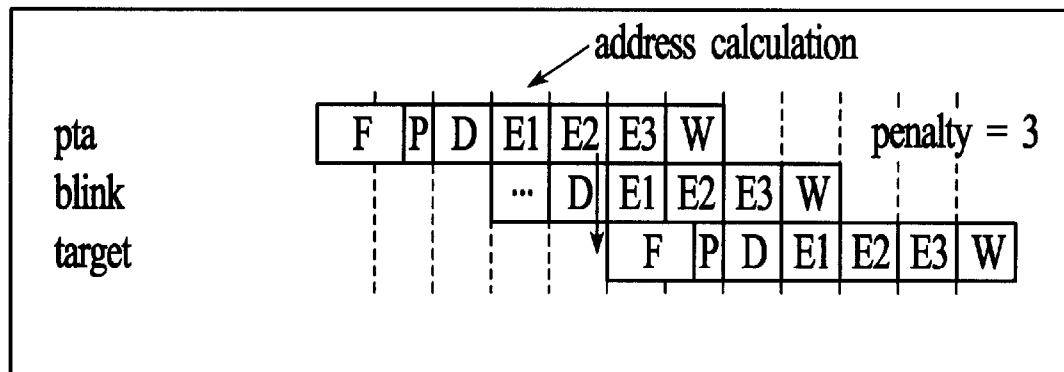 address calculation
pta F P D E1 E2 E3 W penalty = 3
blink ... D E1 E2 E3 W
target F P D E1 E2 E3 W